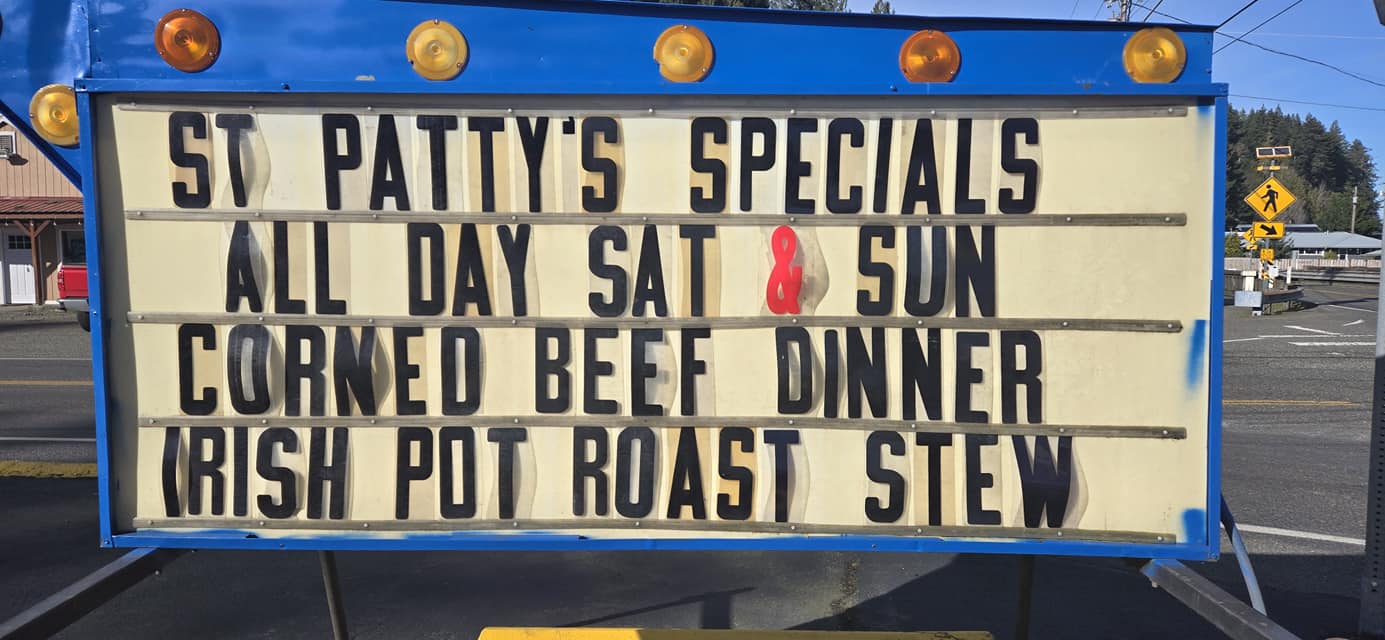 ST PATTY'S SPECIALS
ALL DAY SAT & SUN
CORNED BEEF DINNER
IRISH POT ROAST STEW